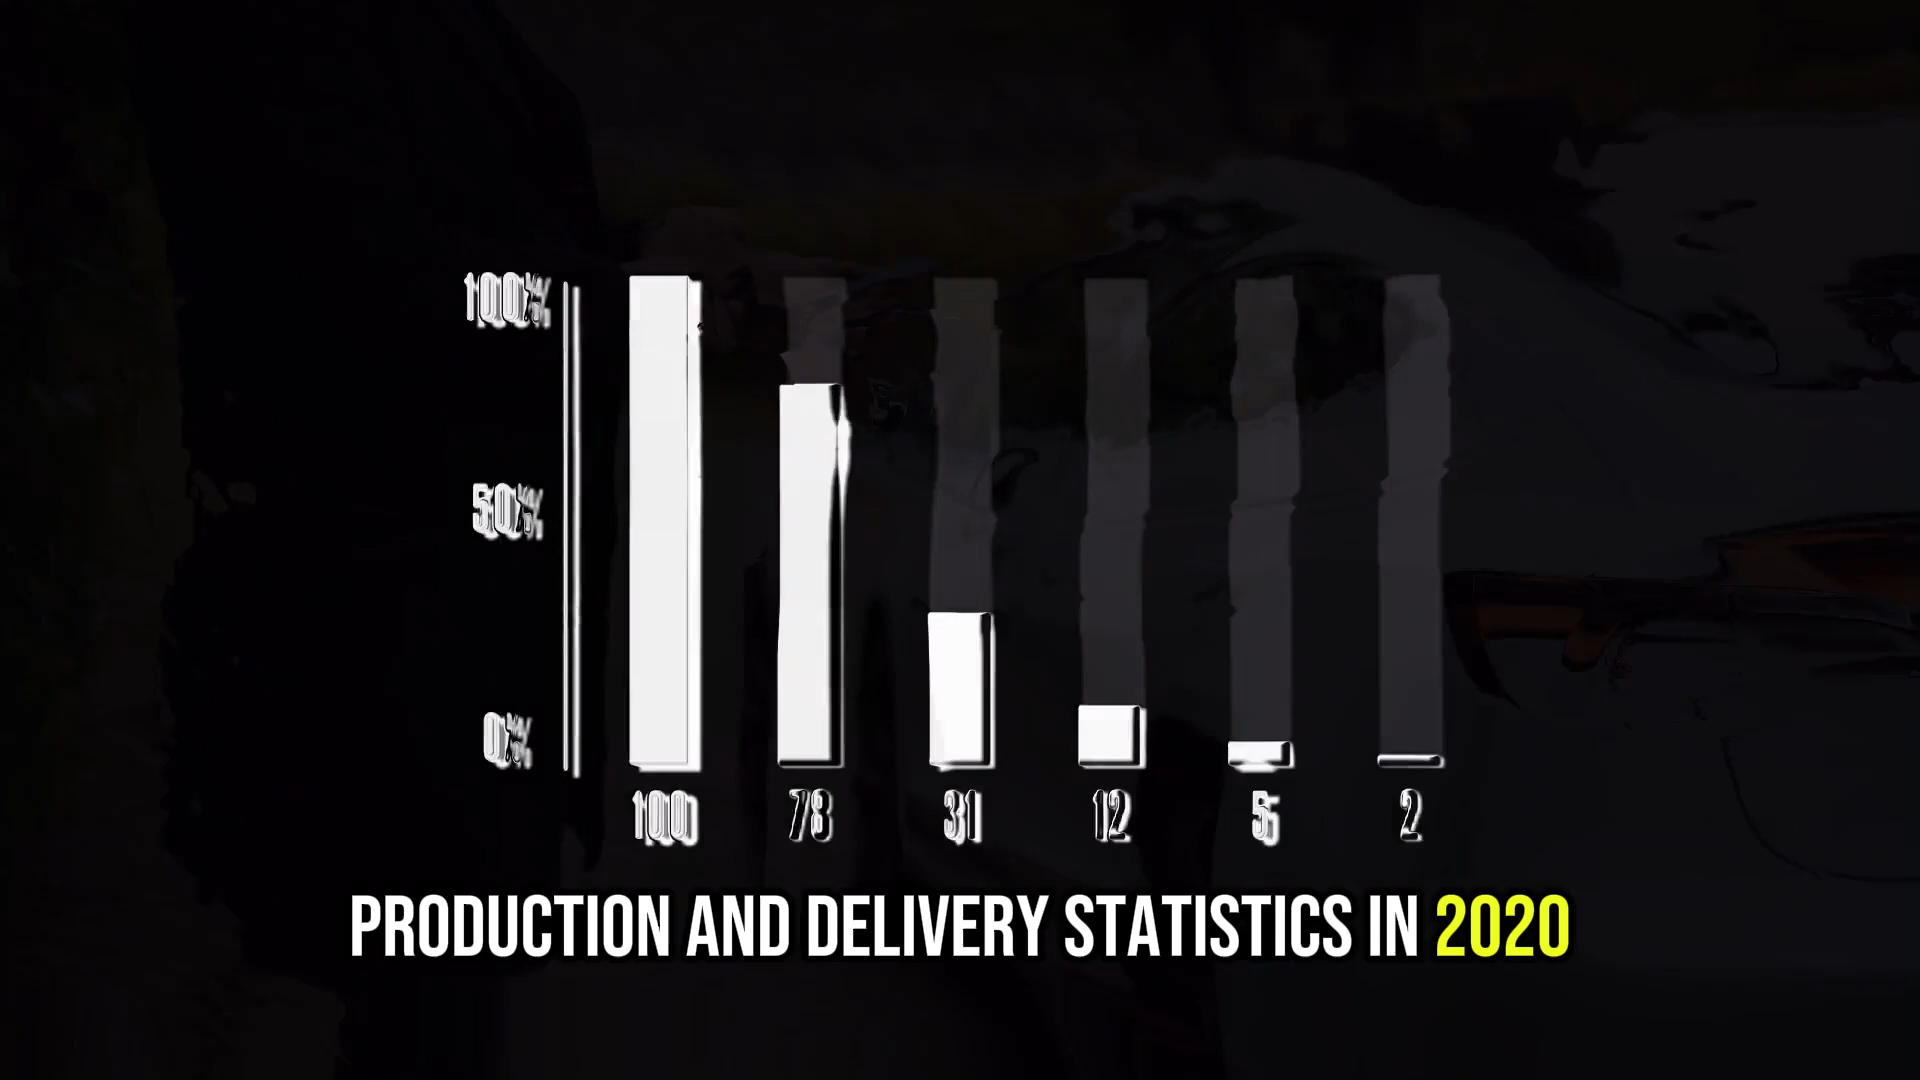 100%
50%
0%
100 78 31 12 5 2
PRODUCTION AND DELIVERY STATISTICS IN 2020